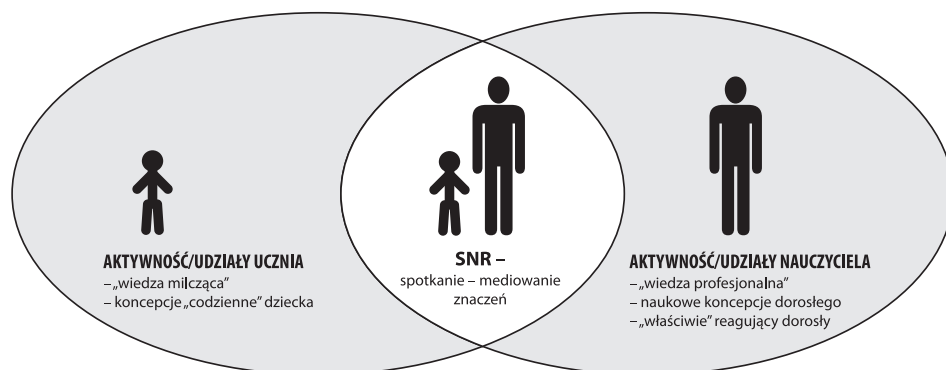 AKTYWNOŚĆ/UDZIAŁY UCZNIA
– „wiedza milcząca”
– koncepcje „codzienne” dziecka
SNR –
spotkanie – mediowanie
znaczeń
AKTYWNOŚĆ/UDZIAŁY NAUCZYCIELA
– „wiedza profesjonalna”
– naukowe koncepcje dorosłego
– „właściwie” reagujący dorosły